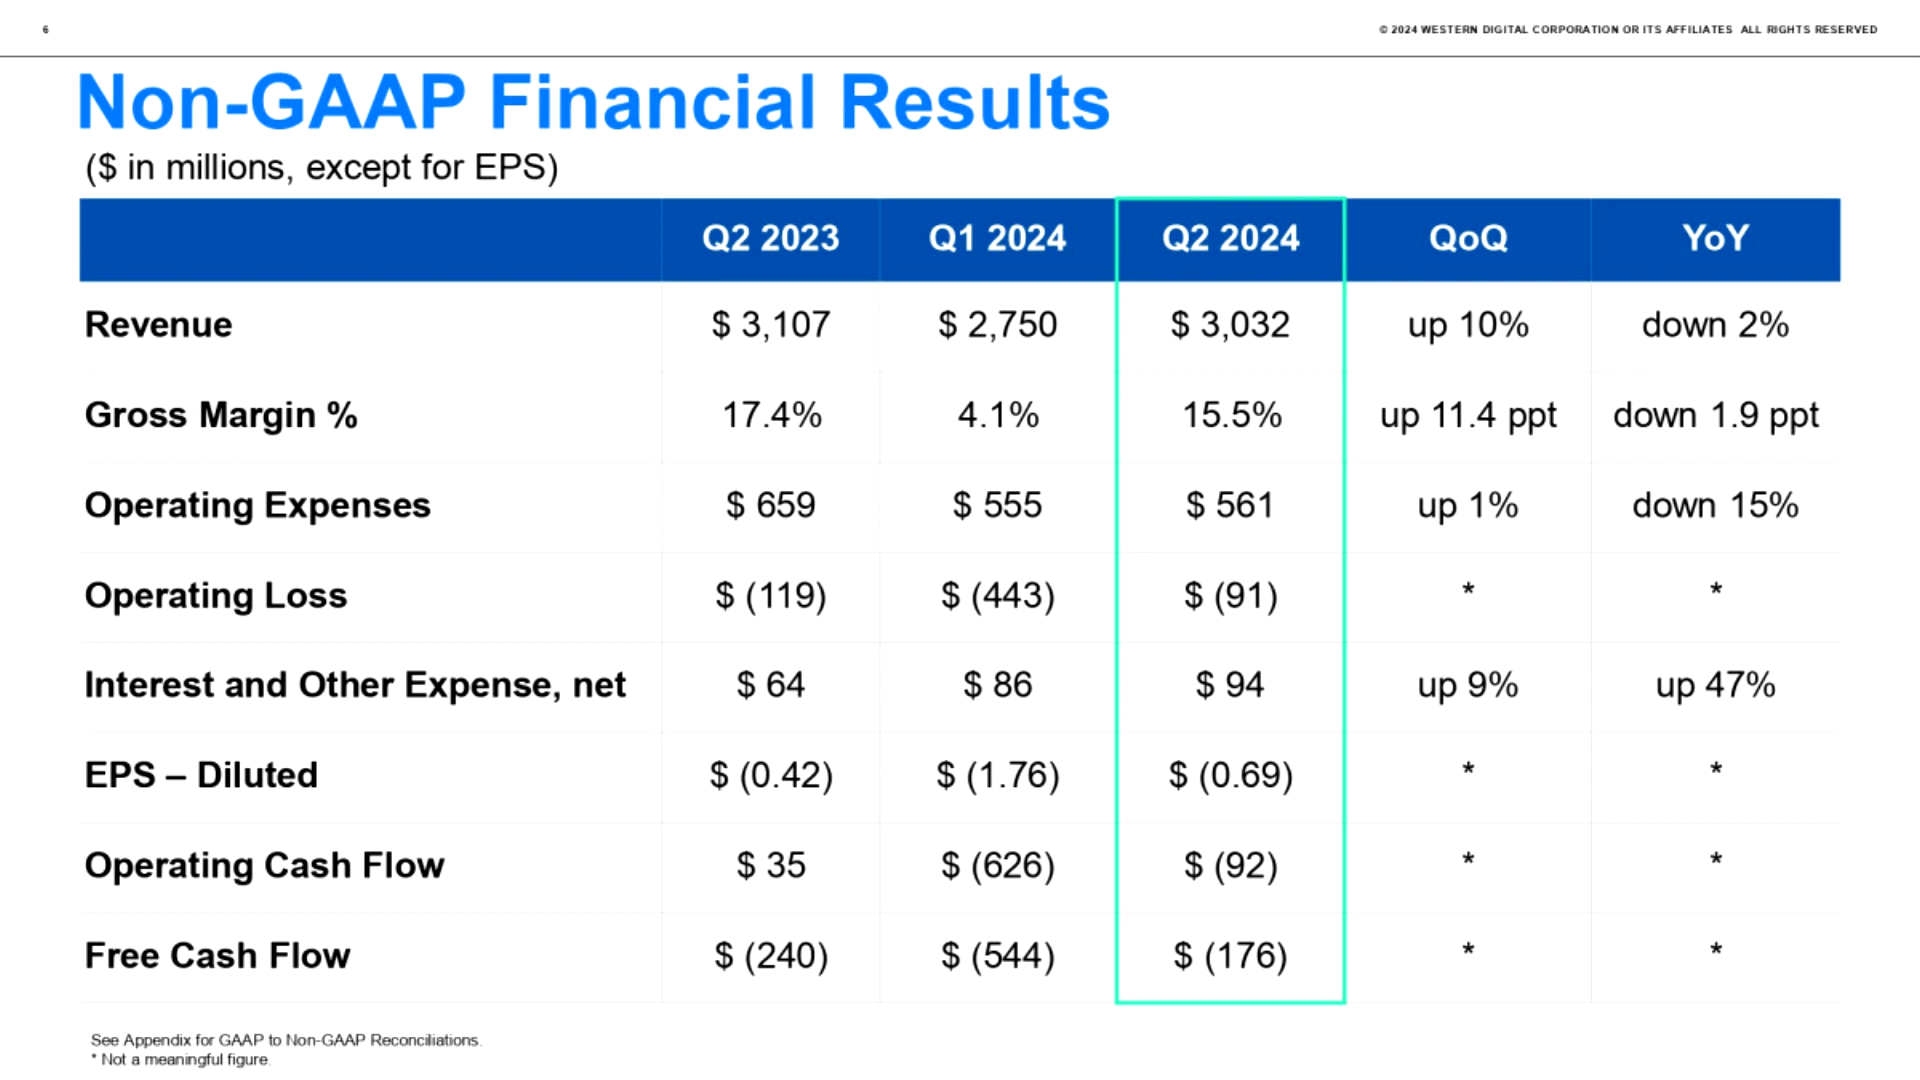 6
© 2024 WESTERN DIGITAL CORPORATION OR ITS AFFILIATES ALL RIGHTS RESERVED
Non-GAAP Financial Results
($ in millions, except for EPS)
Q2 2023 Q1 2024 Q2 2024 QoQ YoY
Revenue $ 3,107 $ 2,750 $ 3,032 up 10% down 2%
Gross Margin % 17.4% 4.1% 15.5% up 11.4 ppt down 1.9 ppt
Operating Expenses $ 659 $ 555 $ 561 up 1% down 15%
Operating Loss $ (119) $ (443) $ (91) * *
Interest and Other Expense, net $ 64 $ 86 $ 94 up 9% up 47%
EPS – Diluted $ (0.42) $ (1.76) $ (0.69) * *
Operating Cash Flow $ 35 $ (626) $ (92) * *
Free Cash Flow $ (240) $ (544) $ (176) * *
See Appendix for GAAP to Non-GAAP Reconciliations.
* Not a meaningful figure.